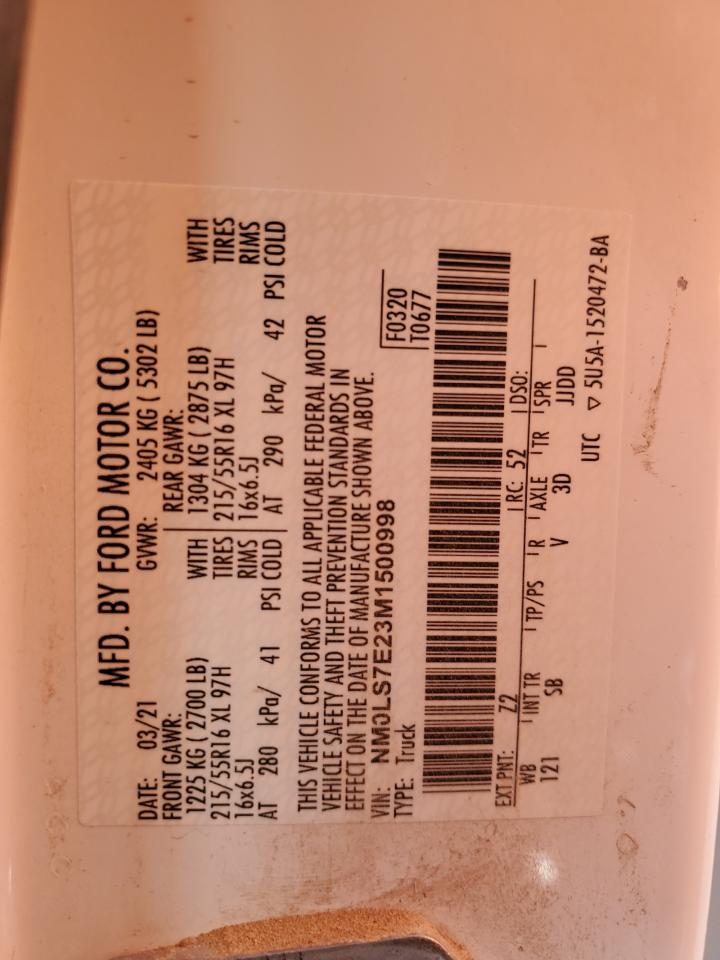 MFD. BY FORD MOTOR CO.
DATE: 03/21 GVWR: 2405 KG ( 5302 LB)
FRONT GAWR: REAR GAWR:
1225 KG ( 2700 LB) WITH 1304 KG ( 2875 LB) WITH
215/55R16 XL 97H TIRES 215/55R16 XL 97H TIRES
16x6.5J RIMS 16x6.5J RIMS
AT 280 kPa/ 41 PSI COLD AT 290 kPa/ 42 PSI COLD
THIS VEHICLE CONFORMS TO ALL APPLICABLE FEDERAL MOTOR
VEHICLE SAFETY AND THEFT PREVENTION STANDARDS IN
EFFECT ON THE DATE OF MANUFACTURE SHOWN ABOVE.
VIN: NM0LS7E23M1500998 F0320
TYPE: Truck T0677
EXT PNT: Z2 RC: 52 DSO:
WB INT TR TP/PS R AXLE TR SPR
121 SB V 3D JJDD
UTC ▽ 5U5A-1520472-BA